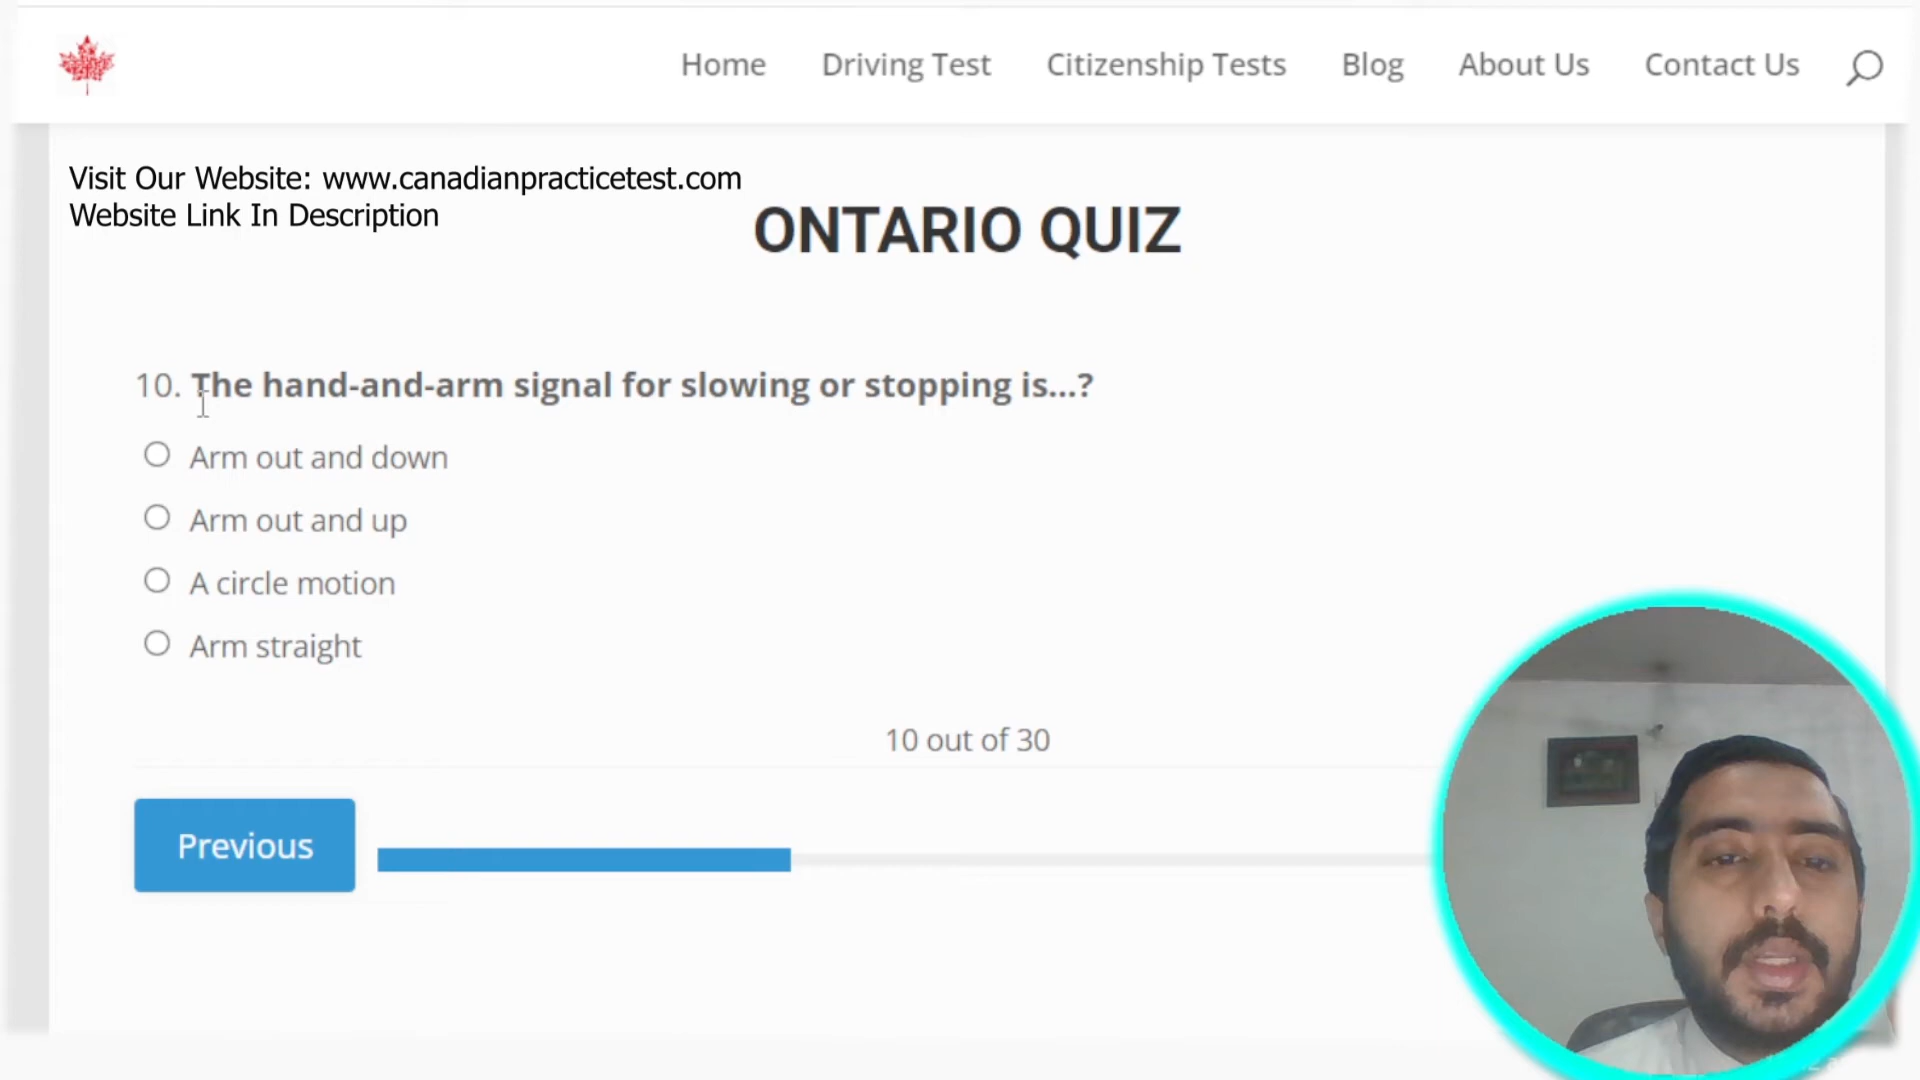 Home Driving Test Citizenship Tests Blog About Us Contact Us
Visit Our Website: www.canadianpracticetest.com
Website Link In Description
ONTARIO QUIZ
10. The hand-and-arm signal for slowing or stopping is...?
Arm out and down
Arm out and up
A circle motion
Arm straight
10 out of 30
Previous